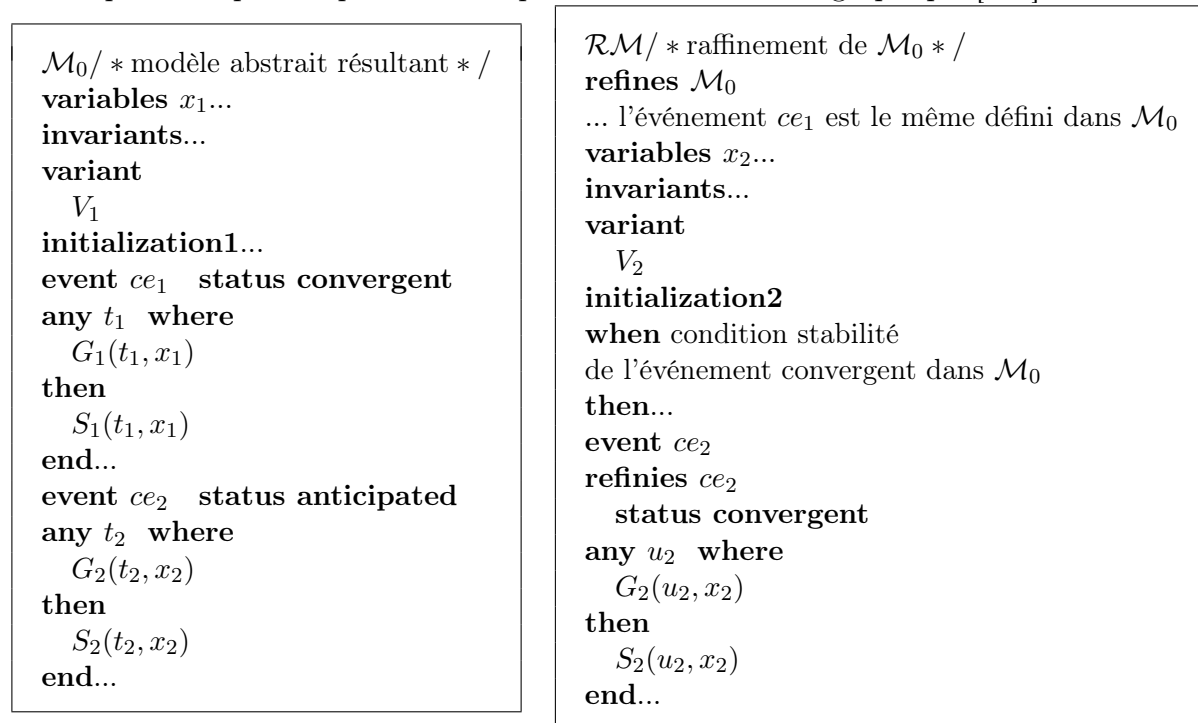 ℳ₀/ ∗ modèle abstrait résultant ∗ /
variables x₁...
invariants...
variant
V₁
initialization1...
event ce₁ status convergent
any t₁ where
G₁(t₁, x₁)
then
S₁(t₁, x₁)
end...
event ce₂ status anticipated
any t₂ where
G₂(t₂, x₂)
then
S₂(t₂, x₂)
end...
ℛℳ/ ∗ raffinement de ℳ₀ ∗ /
refines ℳ₀
... l'événement ce₁ est le même défini dans ℳ₀
variables x₂...
invariants...
variant
V₂
initialization2
when condition stabilité
de l'événement convergent dans ℳ₀
then...
event ce₂
refinies ce₂
status convergent
any u₂ where
G₂(u₂, x₂)
then
S₂(u₂, x₂)
end...